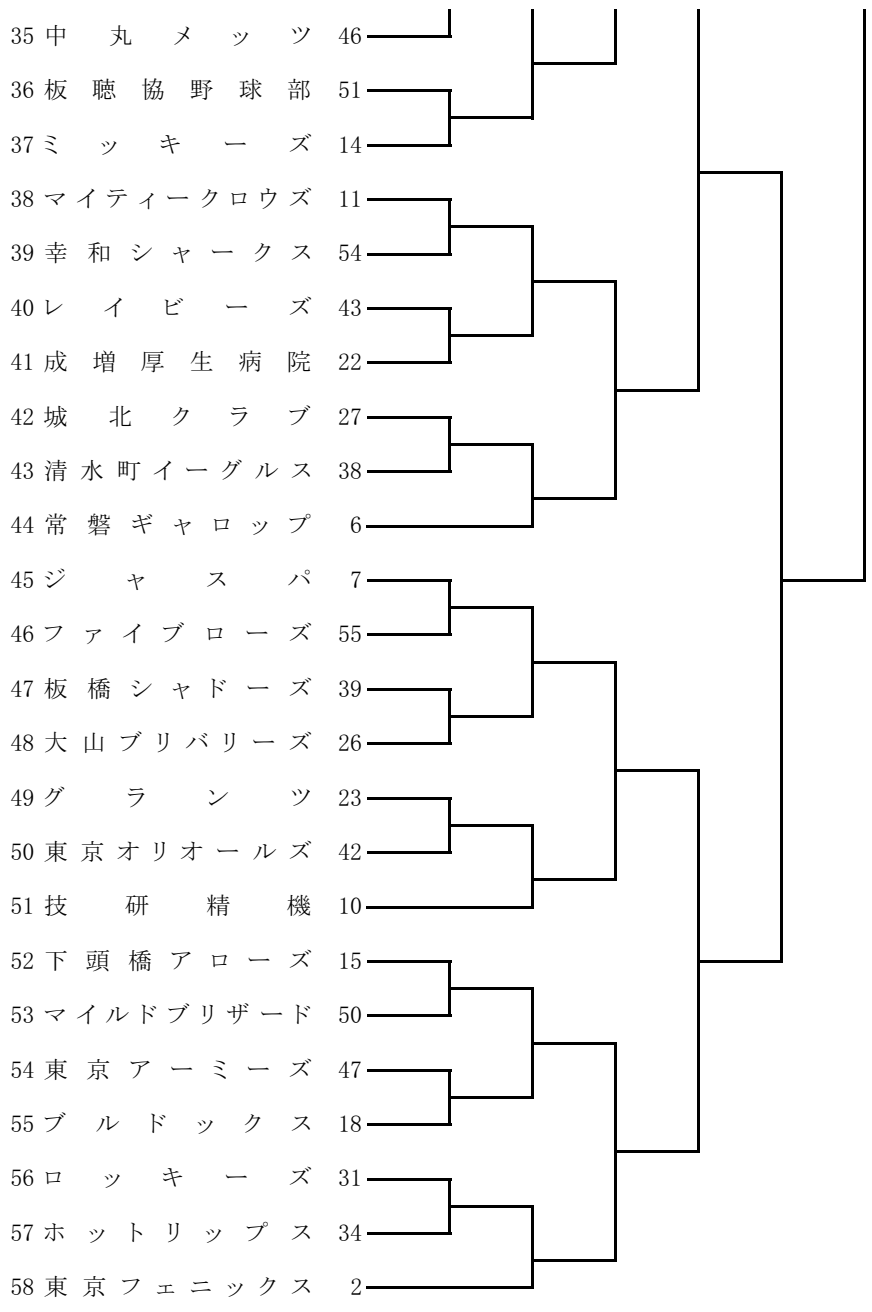 35 中丸メッツ 46
36 板聴協野球部 51
37 ミッキーズ 14
38 マイティークロウズ 11
39 幸和シャークス 54
40 レイビーズ 43
41 成増厚生病院 22
42 城北クラブ 27
43 清水町イーグルス 38
44 常磐ギャロップ 6
45 ジャスパ 7
46 ファイブローズ 55
47 板橋シャドーズ 39
48 大山ブリバリーズ 26
49 グランツ 23
50 東京オリオールズ 42
51 技研精機 10
52 下頭橋アローズ 15
53 マイルドブリザード 50
54 東京アーミーズ 47
55 ブルドックス 18
56 ロッキーズ 31
57 ホットリップス 34
58 東京フェニックス 2